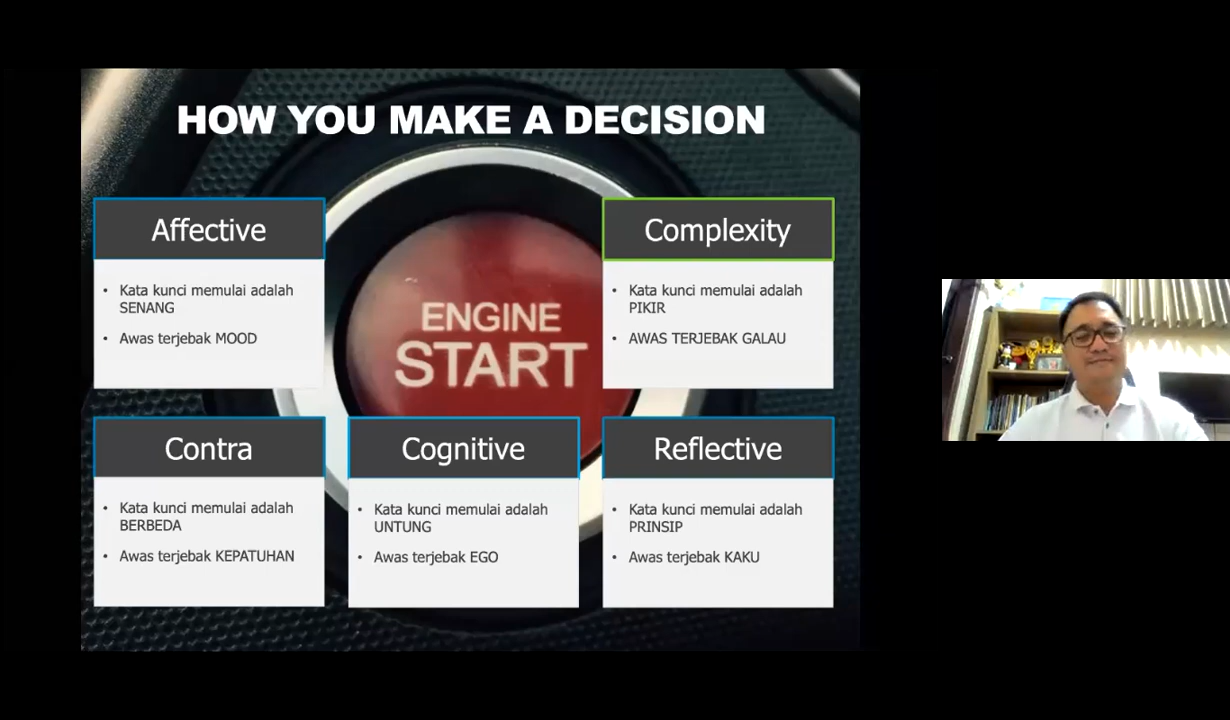 HOW YOU MAKE A DECISION
Affective
• Kata kunci memulai adalah
SENANG
• Awas terjebak MOOD
Complexity
• Kata kunci memulai adalah
PIKIR
• AWAS TERJEBAK GALAU
ENGINE
START
Contra
• Kata kunci memulai adalah
BERBEDA
• Awas terjebak KEPATUHAN
Cognitive
• Kata kunci memulai adalah
UNTUNG
• Awas terjebak EGO
Reflective
• Kata kunci memulai adalah
PRINSIP
• Awas terjebak KAKU